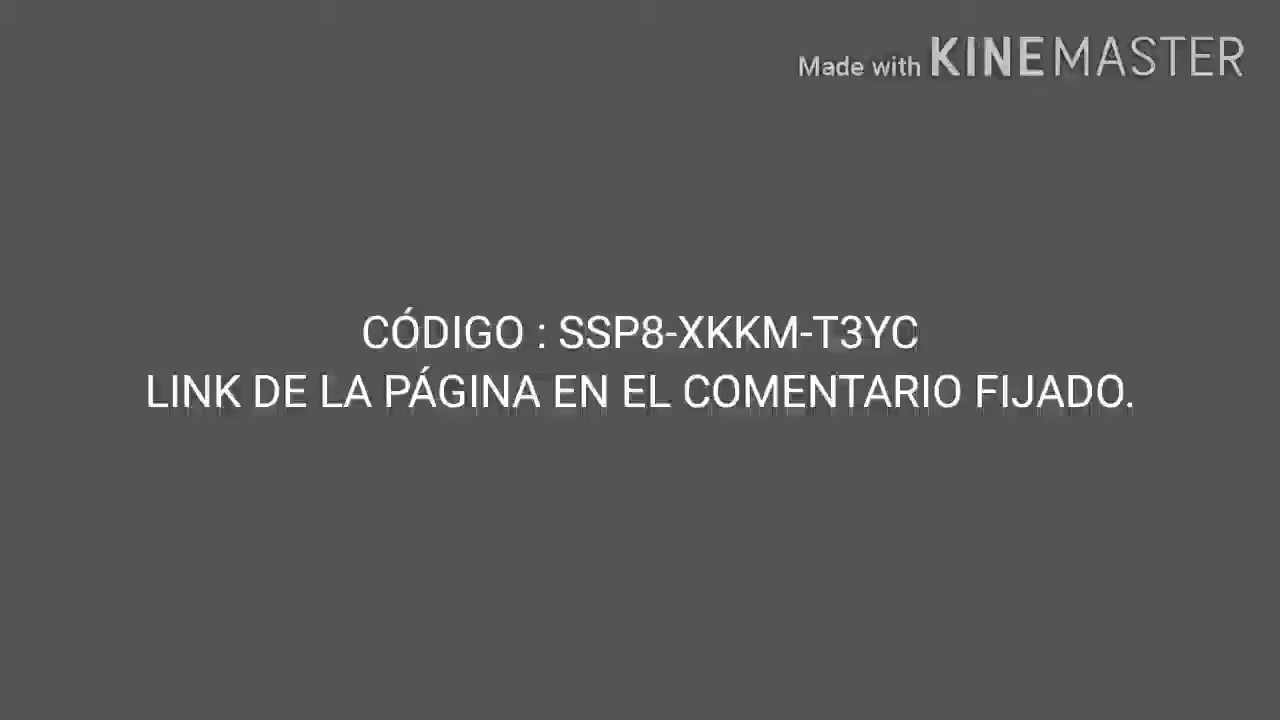 Made with KINEMASTER
CÓDIGO : SSP8-XKKM-T3YC
LINK DE LA PÁGINA EN EL COMENTARIO FIJADO.